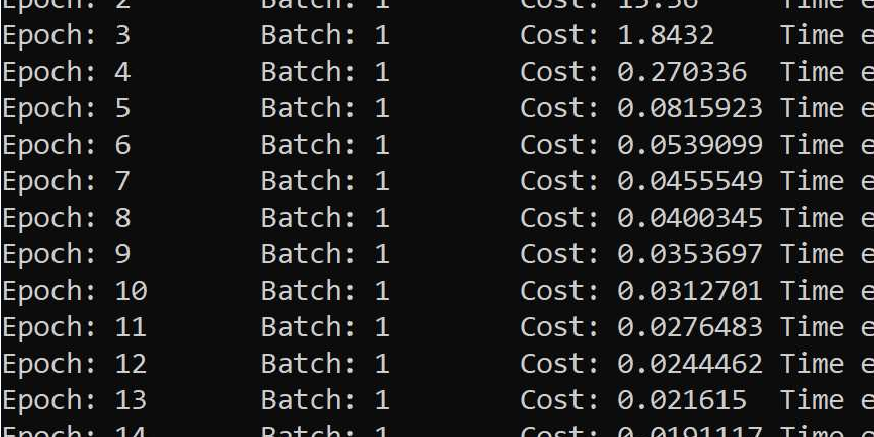 Epoch: 2 Batch: 1 Cost: 13.56
Epoch: 3 Batch: 1 Cost: 1.8432 Time e
Epoch: 4 Batch: 1 Cost: 0.270336 Time e
Epoch: 5 Batch: 1 Cost: 0.0815923 Time e
Epoch: 6 Batch: 1 Cost: 0.0539099 Time e
Epoch: 7 Batch: 1 Cost: 0.0455549 Time e
Epoch: 8 Batch: 1 Cost: 0.0400345 Time e
Epoch: 9 Batch: 1 Cost: 0.0353697 Time e
Epoch: 10 Batch: 1 Cost: 0.0312701 Time e
Epoch: 11 Batch: 1 Cost: 0.0276483 Time e
Epoch: 12 Batch: 1 Cost: 0.0244462 Time e
Epoch: 13 Batch: 1 Cost: 0.021615 Time e
Epoch: 14 Batch: 1 Cost: 0.0191117 Time e